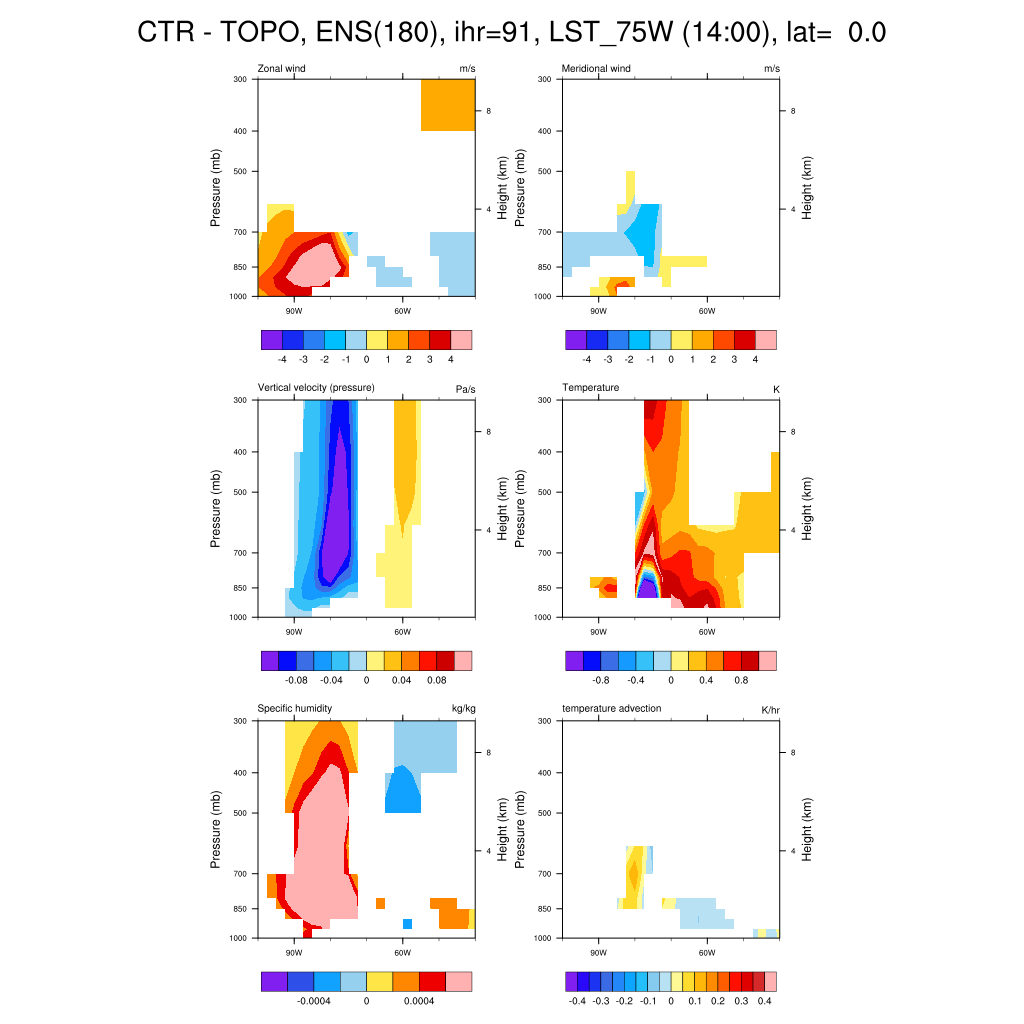 CTR - TOPO, ENS(180), ihr=91, LST_75W (14:00), lat= 0.0
Zonal wind m/s
Pressure (mb)
300
400
500
700
850
1000
8
4
Height (km)
90W 60W
-4 -3 -2 -1 0 1 2 3 4
Meridional wind m/s
Pressure (mb)
300
400
500
700
850
1000
8
4
Height (km)
90W 60W
-4 -3 -2 -1 0 1 2 3 4
Vertical velocity (pressure) Pa/s
Pressure (mb)
300
400
500
700
850
1000
8
4
Height (km)
90W 60W
-0.08 -0.04 0 0.04 0.08
Temperature K
Pressure (mb)
300
400
500
700
850
1000
8
4
Height (km)
90W 60W
-0.8 -0.4 0 0.4 0.8
Specific humidity kg/kg
Pressure (mb)
300
400
500
700
850
1000
8
4
Height (km)
90W 60W
-0.0004 0 0.0004
temperature advection K/hr
Pressure (mb)
300
400
500
700
850
1000
8
4
Height (km)
90W 60W
-0.4 -0.3 -0.2 -0.1 0 0.1 0.2 0.3 0.4